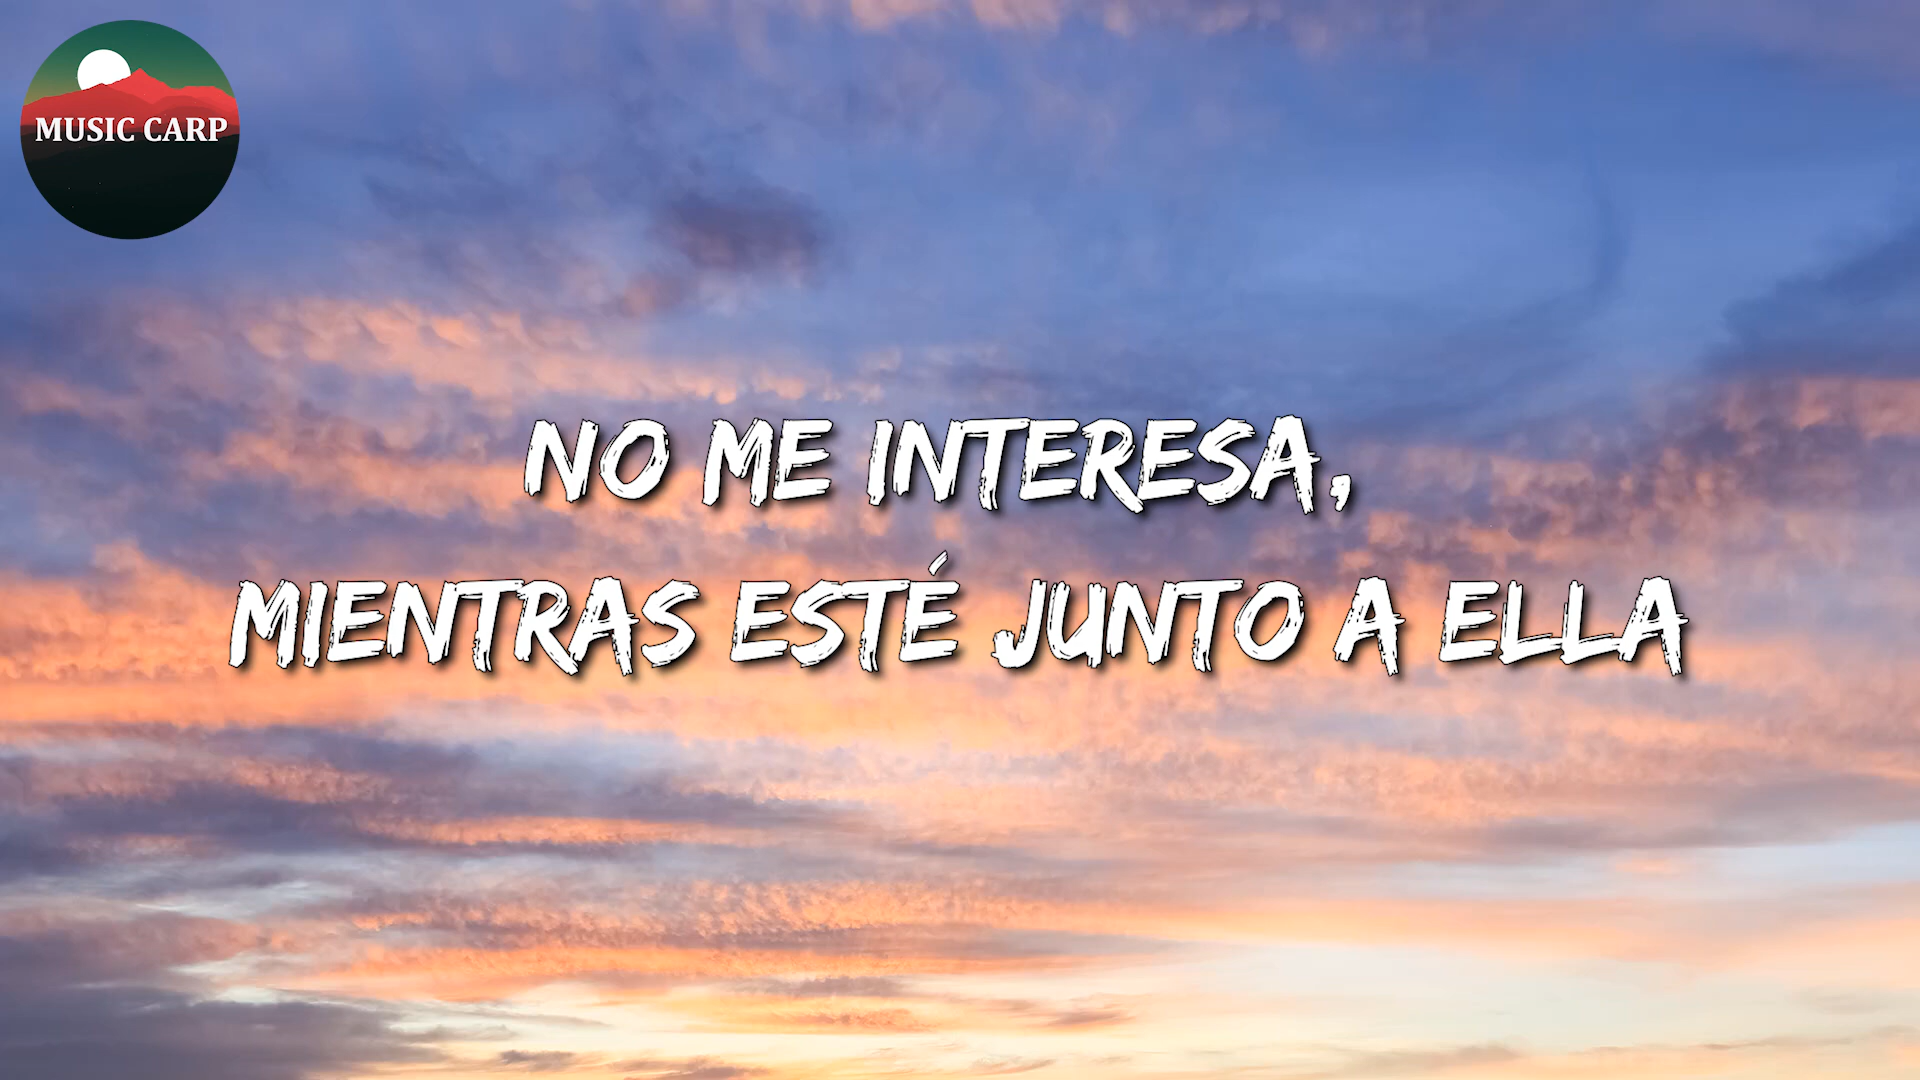 MUSIC CARP
NO ME INTERESA,
MIENTRAS ESTÉ JUNTO A ELLA